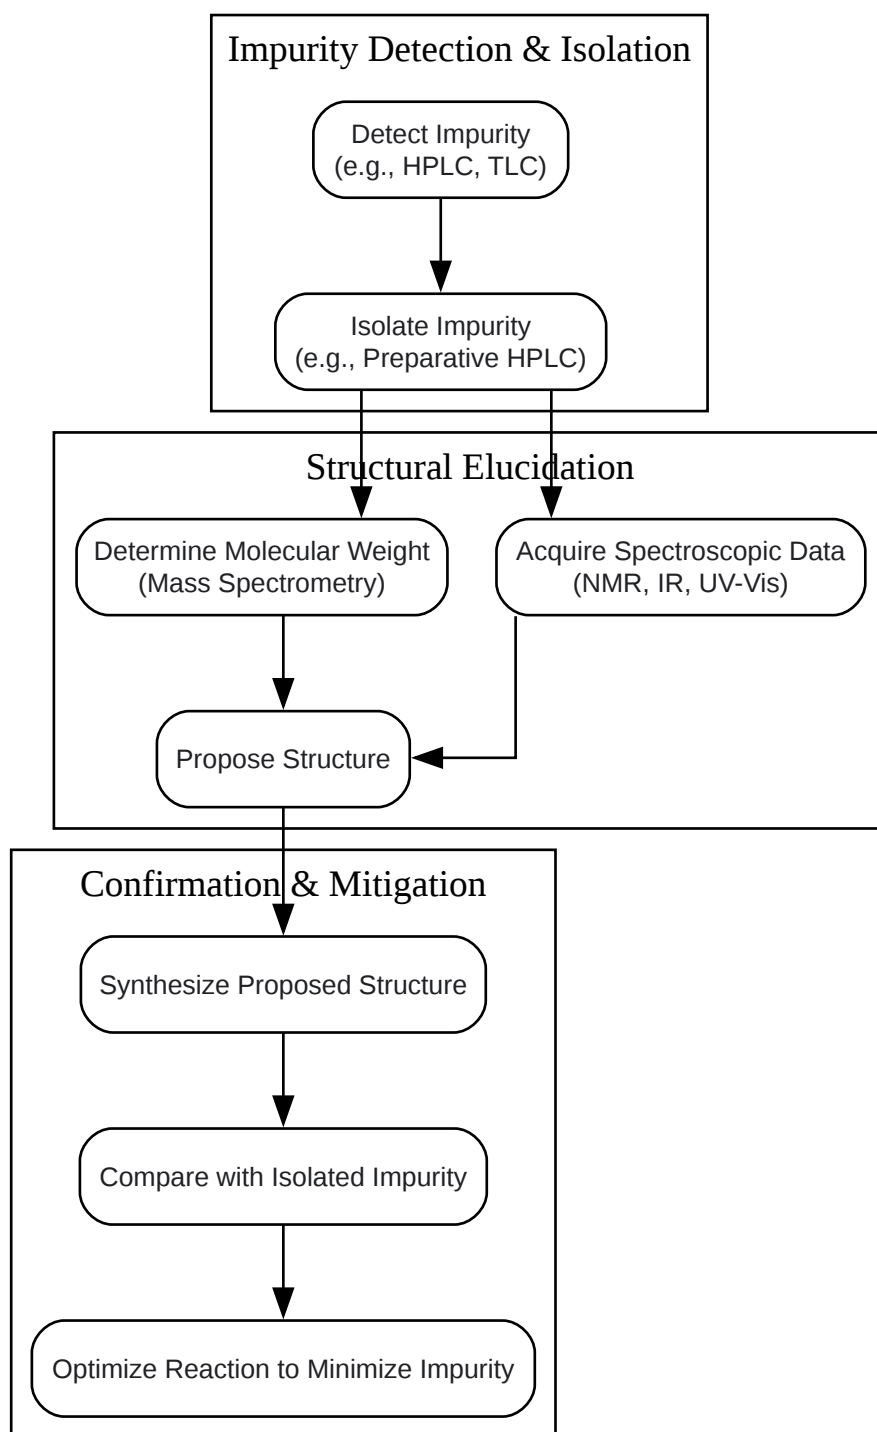 Impurity Detection & Isolation
Detect Impurity
(e.g., HPLC, TLC)
Isolate Impurity
(e.g., Preparative HPLC)
Structural Elucidation
Determine Molecular Weight
(Mass Spectrometry)
Acquire Spectroscopic Data
(NMR, IR, UV-Vis)
Propose Structure
Confirmation & Mitigation
Synthesize Proposed Structure
Compare with Isolated Impurity
Optimize Reaction to Minimize Impurity